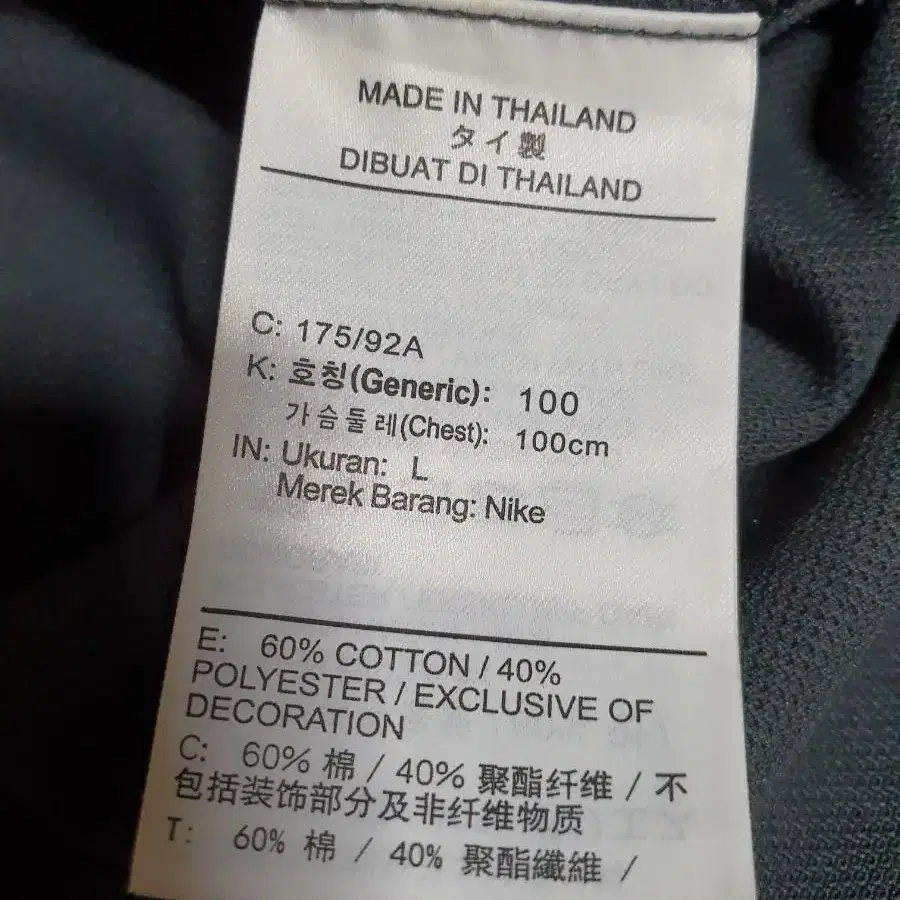 MADE IN THAILAND
タイ製
DIBUAT DI THAILAND
C: 175/92A
K: 호칭(Generic): 100
가슴둘레(Chest): 100cm
IN: Ukuran: L
Merek Barang: Nike
E: 60% COTTON / 40%
POLYESTER / EXCLUSIVE OF
DECORATION
C: 60% 棉 / 40% 聚酯纤维 / 不
包括装饰部分及非纤维物质
T: 60% 棉 / 40% 聚酯纖維 /